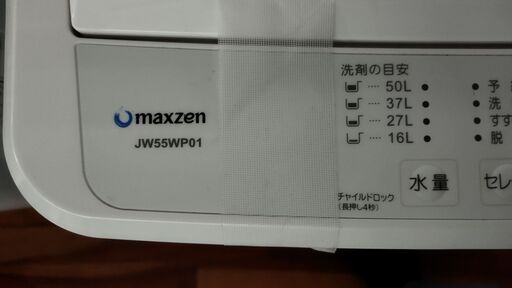 maxzen
JW55WP01
洗剤の目安
···· 50L
···· 37L
···· 27L
···· 16L
予
洗
すす
脱
水量
セレ
チャイルドロック
(長押し4秒)